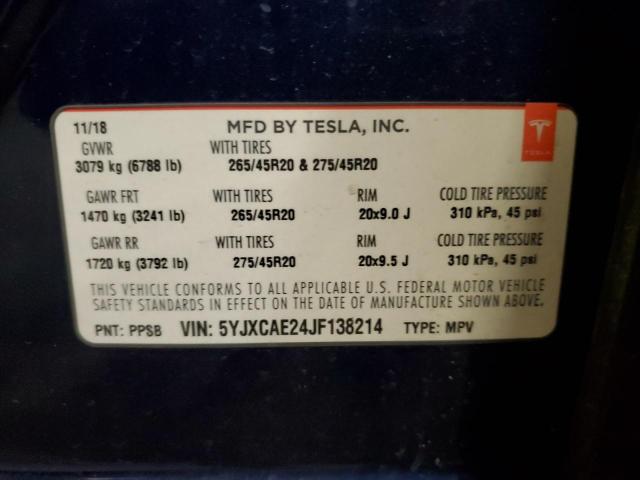 11/18 MFD BY TESLA, INC.
GVWR WITH TIRES
3079 kg (6788 lb) 265/45R20 & 275/45R20
TESLA
GAWR FRT WITH TIRES RIM COLD TIRE PRESSURE
1470 kg (3241 lb) 265/45R20 20x9.0 J 310 kPa, 45 psi
GAWR RR WITH TIRES RIM COLD TIRE PRESSURE
1720 kg (3792 lb) 275/45R20 20x9.5 J 310 kPa, 45 psi
THIS VEHICLE CONFORMS TO ALL APPLICABLE U.S. FEDERAL MOTOR VEHICLE
SAFETY STANDARDS IN EFFECT ON THE DATE OF MANUFACTURE SHOWN ABOVE.
PNT: PPSB VIN: 5YJXCAE24JF138214 TYPE: MPV